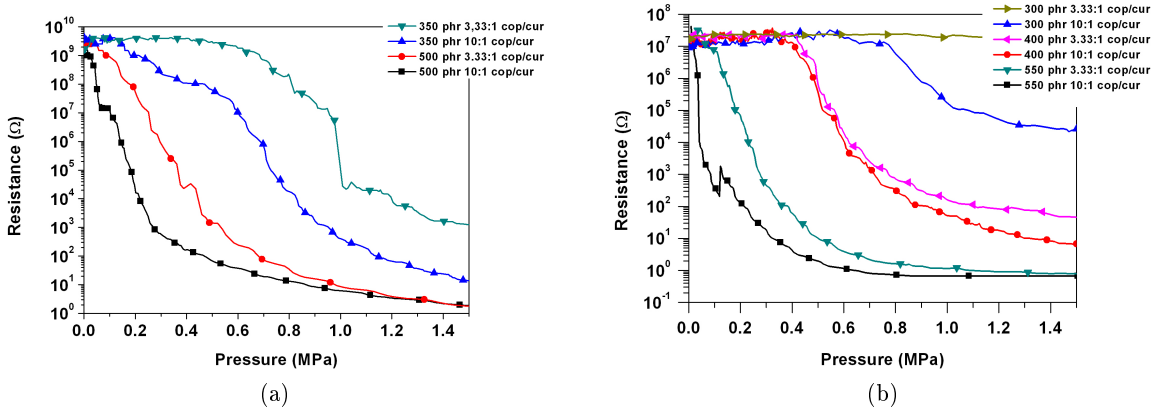 350 phr 3,33:1 cop/cur
350 phr 10:1 cop/cur
500 phr 3.33:1 cop/cur
500 phr 10:1 cop/cur
Resistance (Ω)
10^10
10^9
10^8
10^7
10^6
10^5
10^4
10^3
10^2
10^1
10^0
0.0 0.2 0.4 0.6 0.8 1.0 1.2 1.4
Pressure (MPa)
(a)
300 phr 3.33:1 cop/cur
300 phr 10:1 cop/cur
400 phr 3.33:1 cop/cur
400 phr 10:1 cop/cur
550 phr 3.33:1 cop/cur
550 phr 10:1 cop/cur
Resistance (Ω)
10^8
10^7
10^6
10^5
10^4
10^3
10^2
10^1
10^0
10^-1
0.0 0.2 0.4 0.6 0.8 1.0 1.2 1.4
Pressure (MPa)
(b)